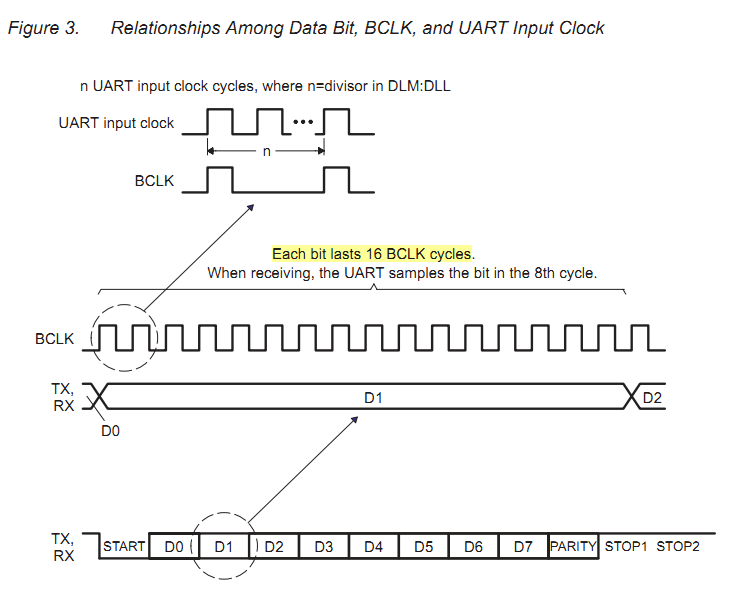 Figure 3. Relationships Among Data Bit, BCLK, and UART Input Clock
n UART input clock cycles, where n=divisor in DLM:DLL
UART input clock
n
BCLK
Each bit lasts 16 BCLK cycles.
When receiving, the UART samples the bit in the 8th cycle.
BCLK
TX,
RX
D1
D2
D0
TX,
RX
START D0 D1 D2 D3 D4 D5 D6 D7 PARITY STOP1 STOP2